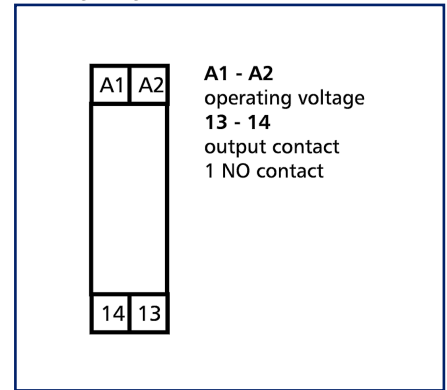 A1 A2
A1 - A2
operating voltage
13 - 14
output contact
1 NO contact
14 13